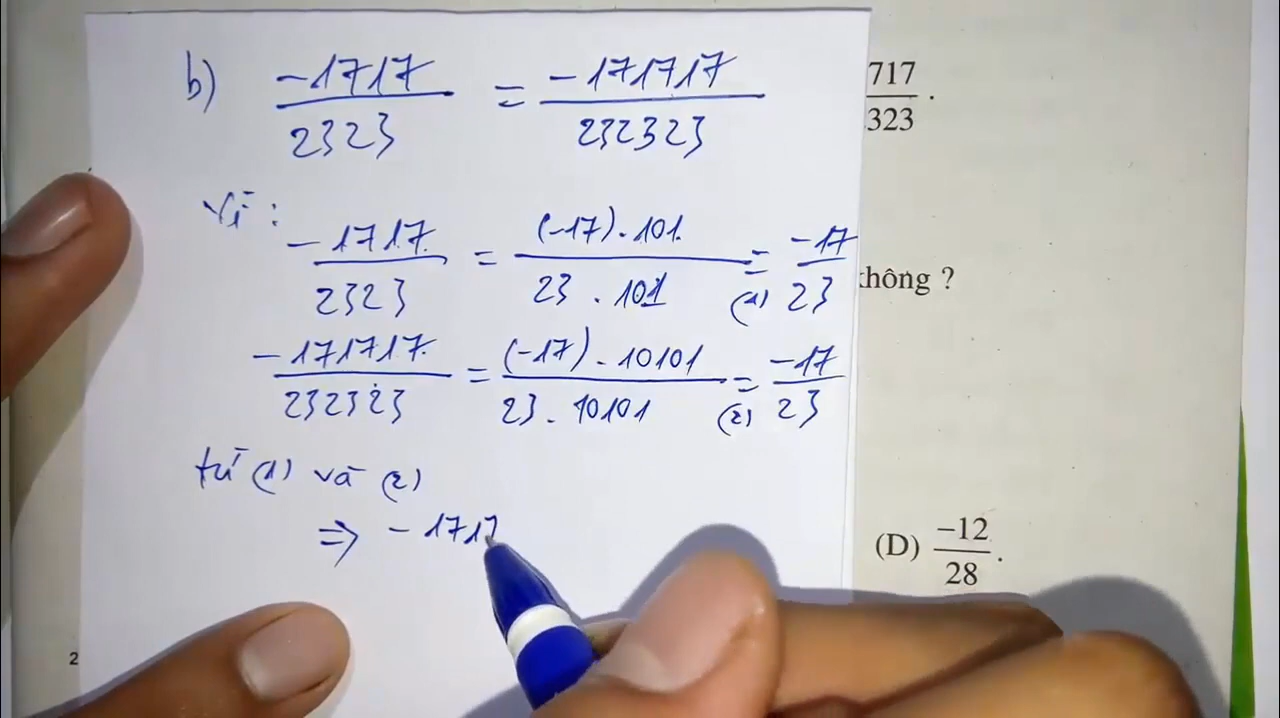 b) -1717/2323 = -171717/232323
717/323 .
Vì :
-1717/2323 = (-17).101/23.101 = (1) -17/23
không ?
-171717/232323 = (-17).10101/23.10101 = (2) -17/23
từ (1) và (2)
⇒ -1717
(D) -12/28 .
2